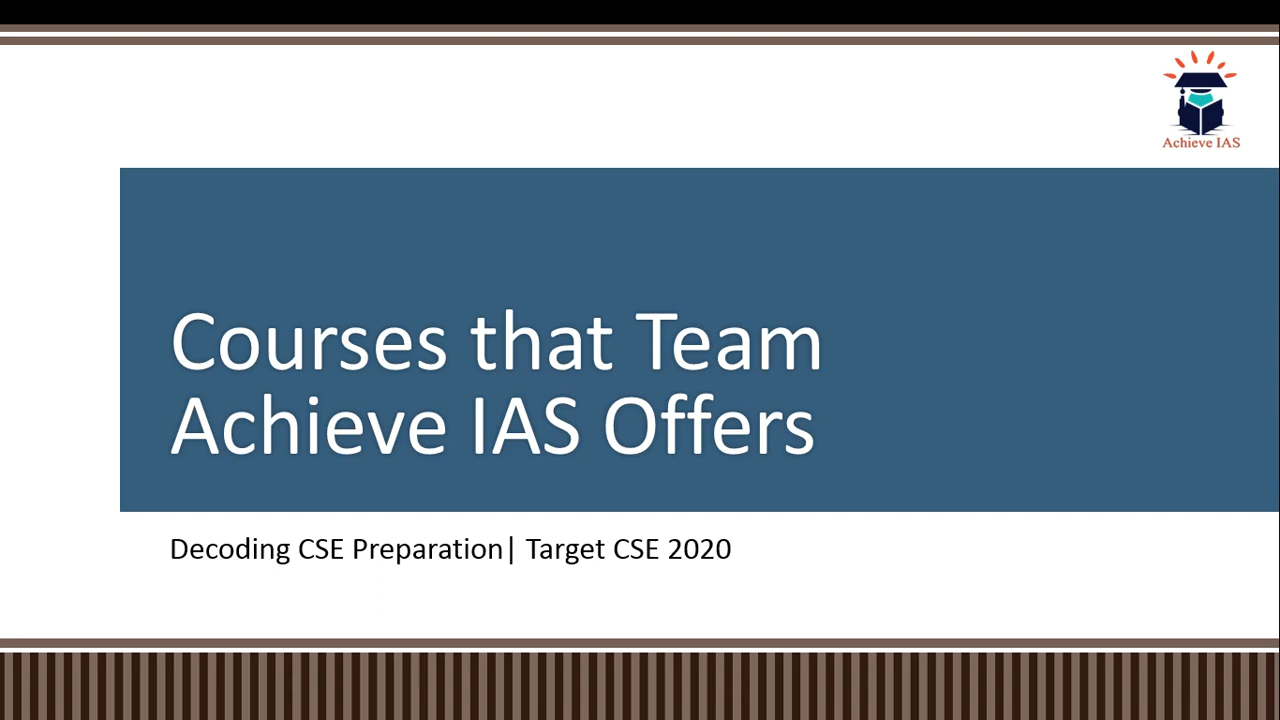 Achieve IAS
Courses that Team
Achieve IAS Offers
Decoding CSE Preparation| Target CSE 2020